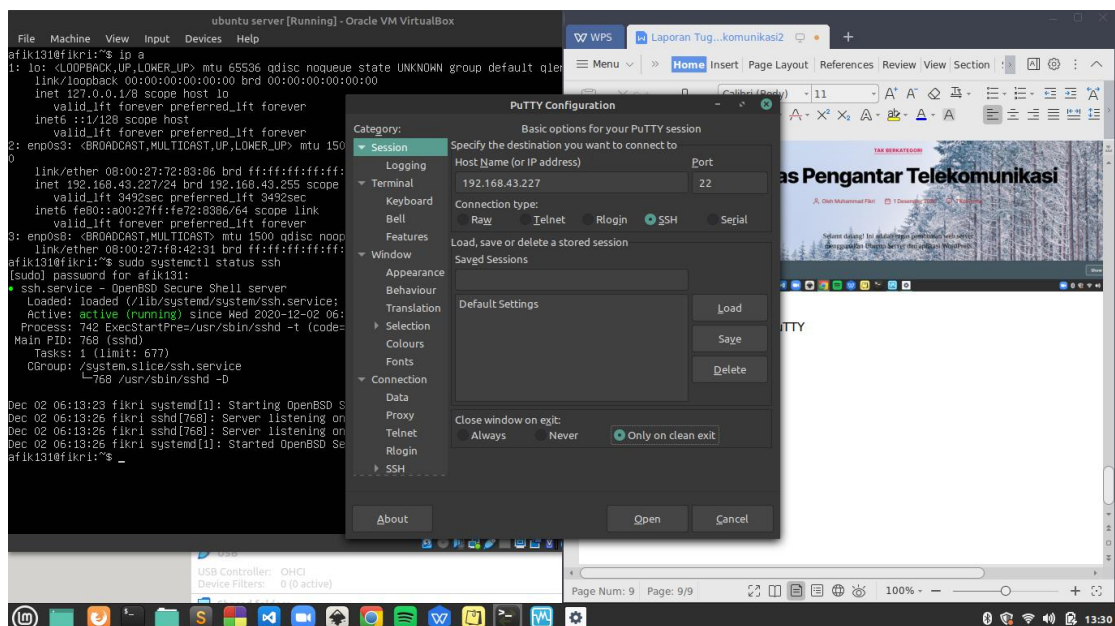 ubuntu server [Running] - Oracle VM VirtualBox
File Machine View Input Devices Help
afik131@fikri:~$ ip a
1: lo: <LOOPBACK,UP,LOWER_UP> mtu 65536 qdisc noqueue state UNKNOWN group default qlen
link/loopback 00:00:00:00:00:00 brd 00:00:00:00:00:00
inet 127.0.0.1/8 scope host lo
valid_lft forever preferred_lft forever
inet6 ::1/128 scope host
valid_lft forever preferred_lft forever
2: enp0s3: <BROADCAST,MULTICAST,UP,LOWER_UP> mtu 150
0
link/ether 08:00:27:72:83:86 brd ff:ff:ff:ff:ff:
inet 192.168.43.227/24 brd 192.168.43.255 scope
valid_lft 3492sec preferred_lft 3492sec
inet6 fe80::a00:27ff:fe72:8386/64 scope link
valid_lft forever preferred_lft forever
3: enp0s8: <BROADCAST,MULTICAST> mtu 1500 qdisc noop
link/ether 08:00:27:f8:42:31 brd ff:ff:ff:ff:ff:
afik131@fikri:~$ sudo systemctl status ssh
[sudo] password for afik131:
● ssh.service - OpenBSD Secure Shell server
Loaded: loaded (/lib/systemd/system/ssh.service;
Active: active (running) since Wed 2020-12-02 06:
Process: 742 ExecStartPre=/usr/sbin/sshd -t (code=
Main PID: 768 (sshd)
Tasks: 1 (limit: 677)
CGroup: /system.slice/ssh.service
└─768 /usr/sbin/sshd -D
Dec 02 06:13:23 fikri systemd[1]: Starting OpenBSD S
Dec 02 06:13:26 fikri sshd[768]: Server listening on
Dec 02 06:13:26 fikri sshd[768]: Server listening on
Dec 02 06:13:26 fikri systemd[1]: Started OpenBSD Se
afik131@fikri:~$ _
USB
USB Controller: OHCI
Device Filters: 0 (0 active)
PuTTY Configuration
Category:
Session
Logging
Terminal
Keyboard
Bell
Features
Window
Appearance
Behaviour
Translation
Selection
Colours
Fonts
Connection
Data
Proxy
Telnet
Rlogin
SSH
Basic options for your PuTTY session
Specify the destination you want to connect to
Host Name (or IP address) Port
192.168.43.227 22
Connection type:
Raw Telnet Rlogin SSH Serial
Load, save or delete a stored session
Saved Sessions
Default Settings
Load
Save
Delete
Close window on exit:
Always Never Only on clean exit
About Open Cancel
WPS Laporan Tug...komunikasi2
Menu Home Insert Page Layout References Review View Section
Calibri (Body) 11
TAK BERKATEGORI
as Pengantar Telekomunikasi
Oleh Muhammad Fikri 1 Desember
uTTY
Page Num: 9 Page: 9/9 100%
13:30